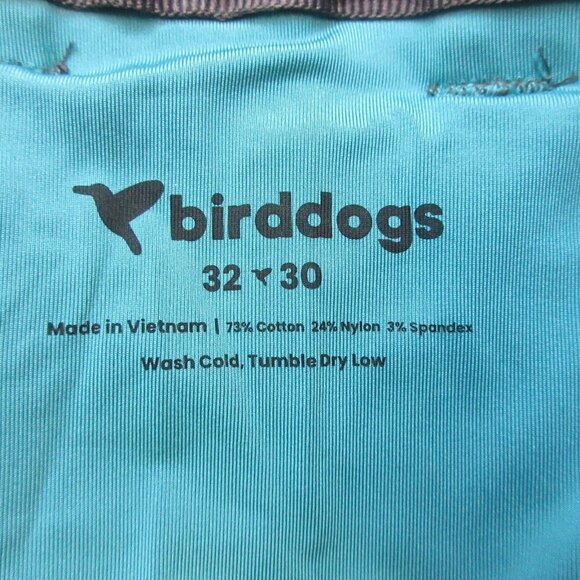 birddogs
32 30
Made in Vietnam | 73% Cotton 24% Nylon 3% Spandex
Wash Cold, Tumble Dry Low